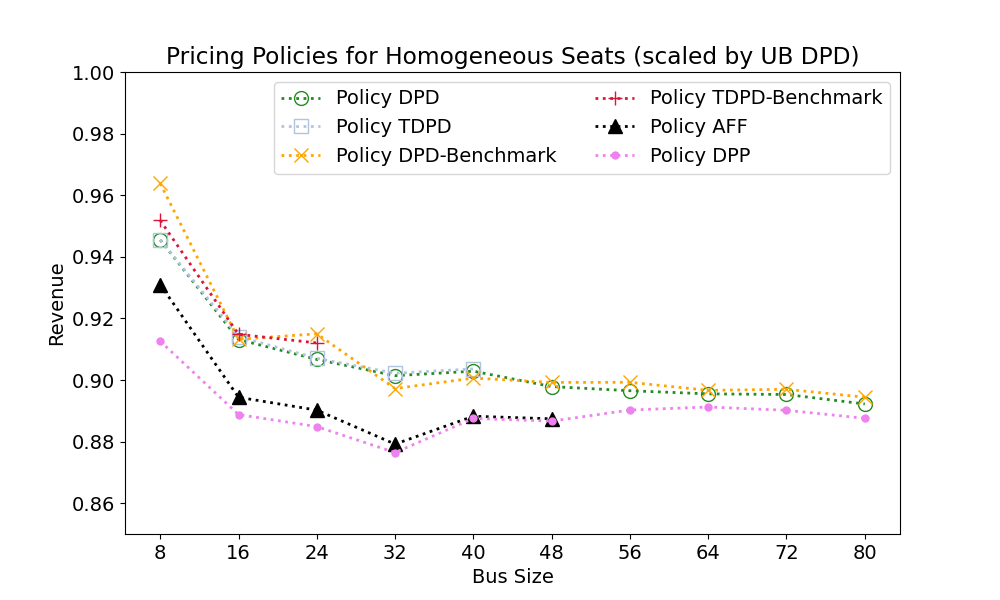 Pricing Policies for Homogeneous Seats (scaled by UB DPD)
1.00
0.98
0.96
0.94
0.92
0.90
0.88
0.86
Revenue
Policy DPD
Policy TDPD
Policy DPD-Benchmark
Policy TDPD-Benchmark
Policy AFF
Policy DPP
8 16 24 32 40 48 56 64 72 80
Bus Size